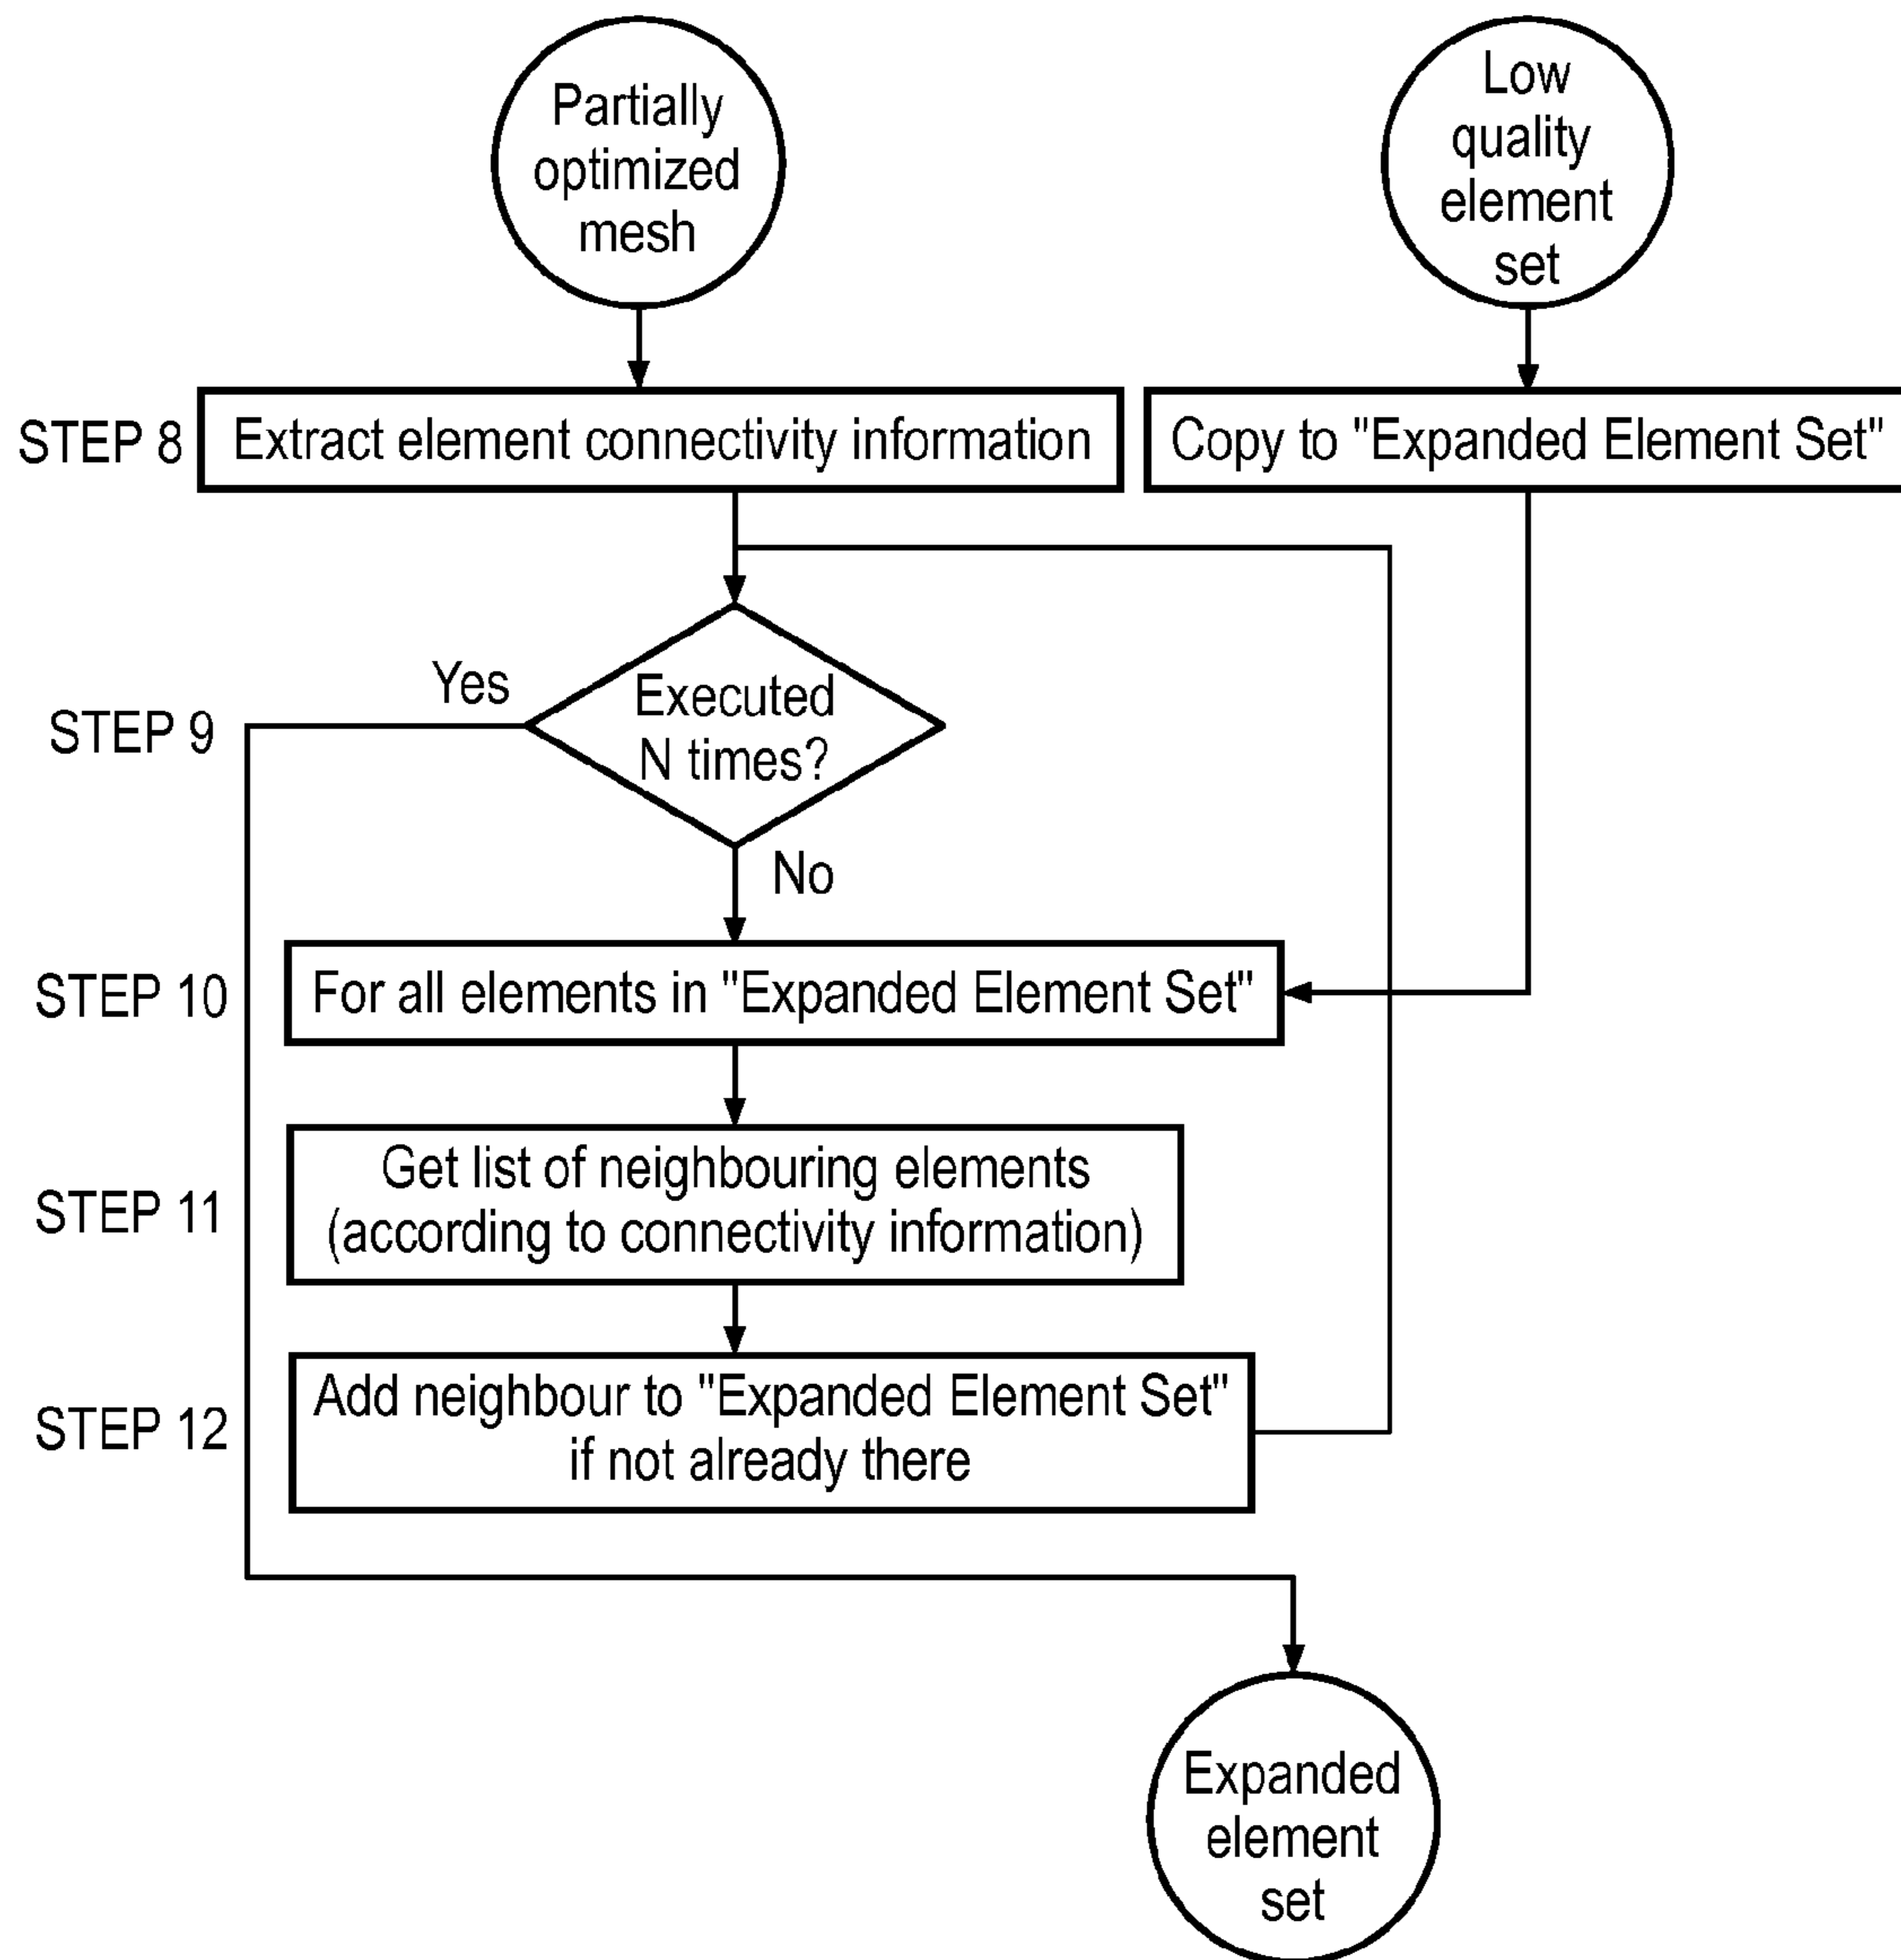 Partially
optimized
mesh
Low
quality
element
set
STEP 8
Extract element connectivity information
Copy to "Expanded Element Set"
STEP 9
Yes
Executed
N times?
No
STEP 10
For all elements in "Expanded Element Set"
STEP 11
Get list of neighbouring elements
(according to connectivity information)
STEP 12
Add neighbour to "Expanded Element Set"
if not already there
Expanded
element
set